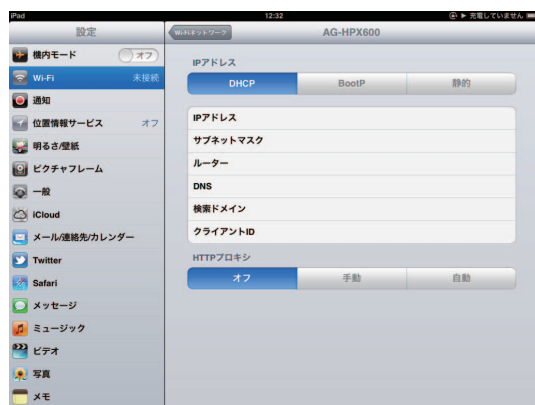 iPad
12:32
充電していません
設定
Wi-Fiネットワーク
AG-HPX600
機内モード
オフ
Wi-Fi
未接続
通知
位置情報サービス
オフ
明るさ/壁紙
ピクチャフレーム
一般
iCloud
メール/連絡先/カレンダー
Twitter
Safari
メッセージ
ミュージック
ビデオ
写真
メモ
IPアドレス
DHCP
BootP
静的
IPアドレス
サブネットマスク
ルーター
DNS
検索ドメイン
クライアントID
HTTPプロキシ
オフ
手動
自動